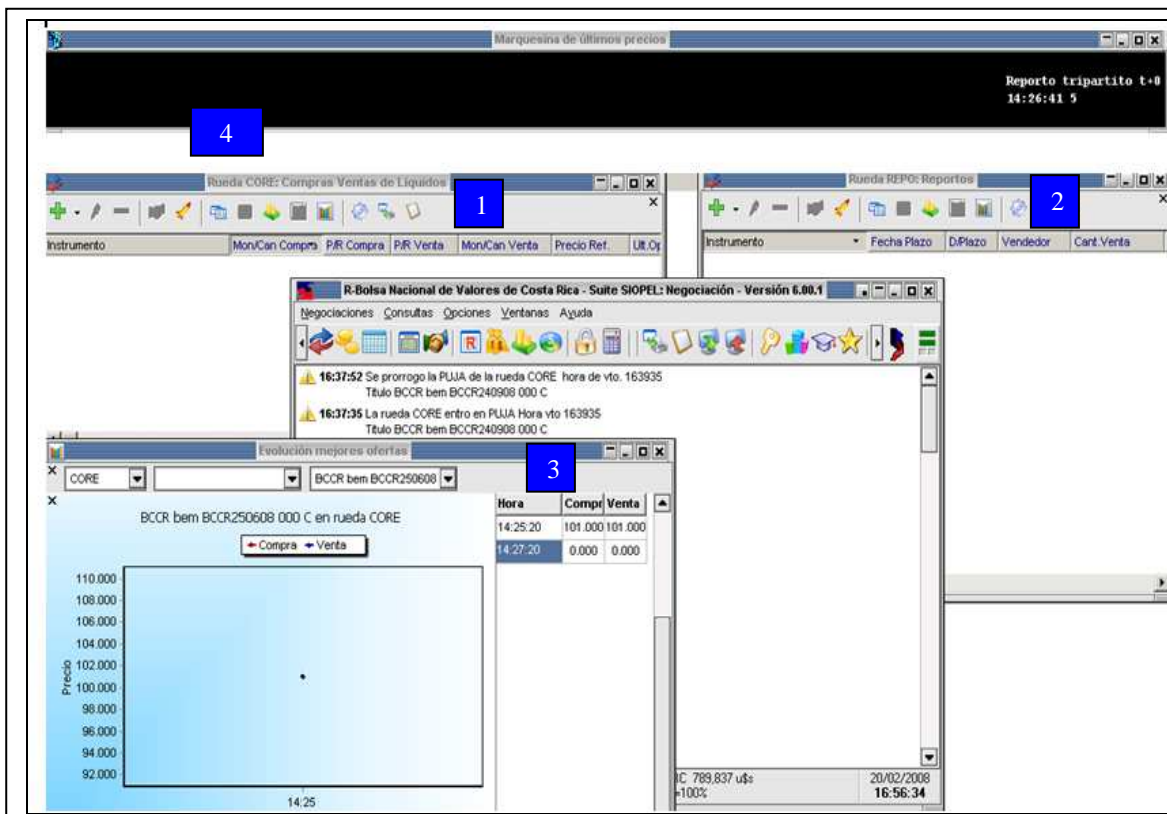 Marquesina de últimos precios
Reporto tripartito t+0
14:26:41 5
4
Rueda CORE: Compras Ventas de Líquidos
1
Instrumento Mon/Can Compra P/R Compra P/R Venta Mon/Can Venta Precio Ref. Ult.Op
Rueda REPO: Reportos
2
Instrumento Fecha Plazo D/Plazo Vendedor Cant.Venta
R-Bolsa Nacional de Valores de Costa Rica - Suite SIOPEL: Negociación - Versión 6.00.1
Negociaciones Consultas Opciones Ventanas Ayuda
R
16:37:52 Se prorrogo la PUJA de la rueda CORE hora de vto. 163935
Titulo BCCR bem BCCR240908 000 C
16:37:35 La rueda CORE entro en PUJA Hora vto 163935
Titulo BCCR bem BCCR240908 000 C
Evolución mejores ofertas
3
CORE BCCR bem BCCR250608
BCCR bem BCCR250608 000 C en rueda CORE
Compra Venta
Precio
110.000
108.000
106.000
104.000
102.000
100.000
98.000
96.000
94.000
92.000
14:25
Hora Compr Venta
14:25:20 101.000 101.000
14:27:20 0.000 0.000
IC 789,837 u$s
=100%
20/02/2008
16:56:34